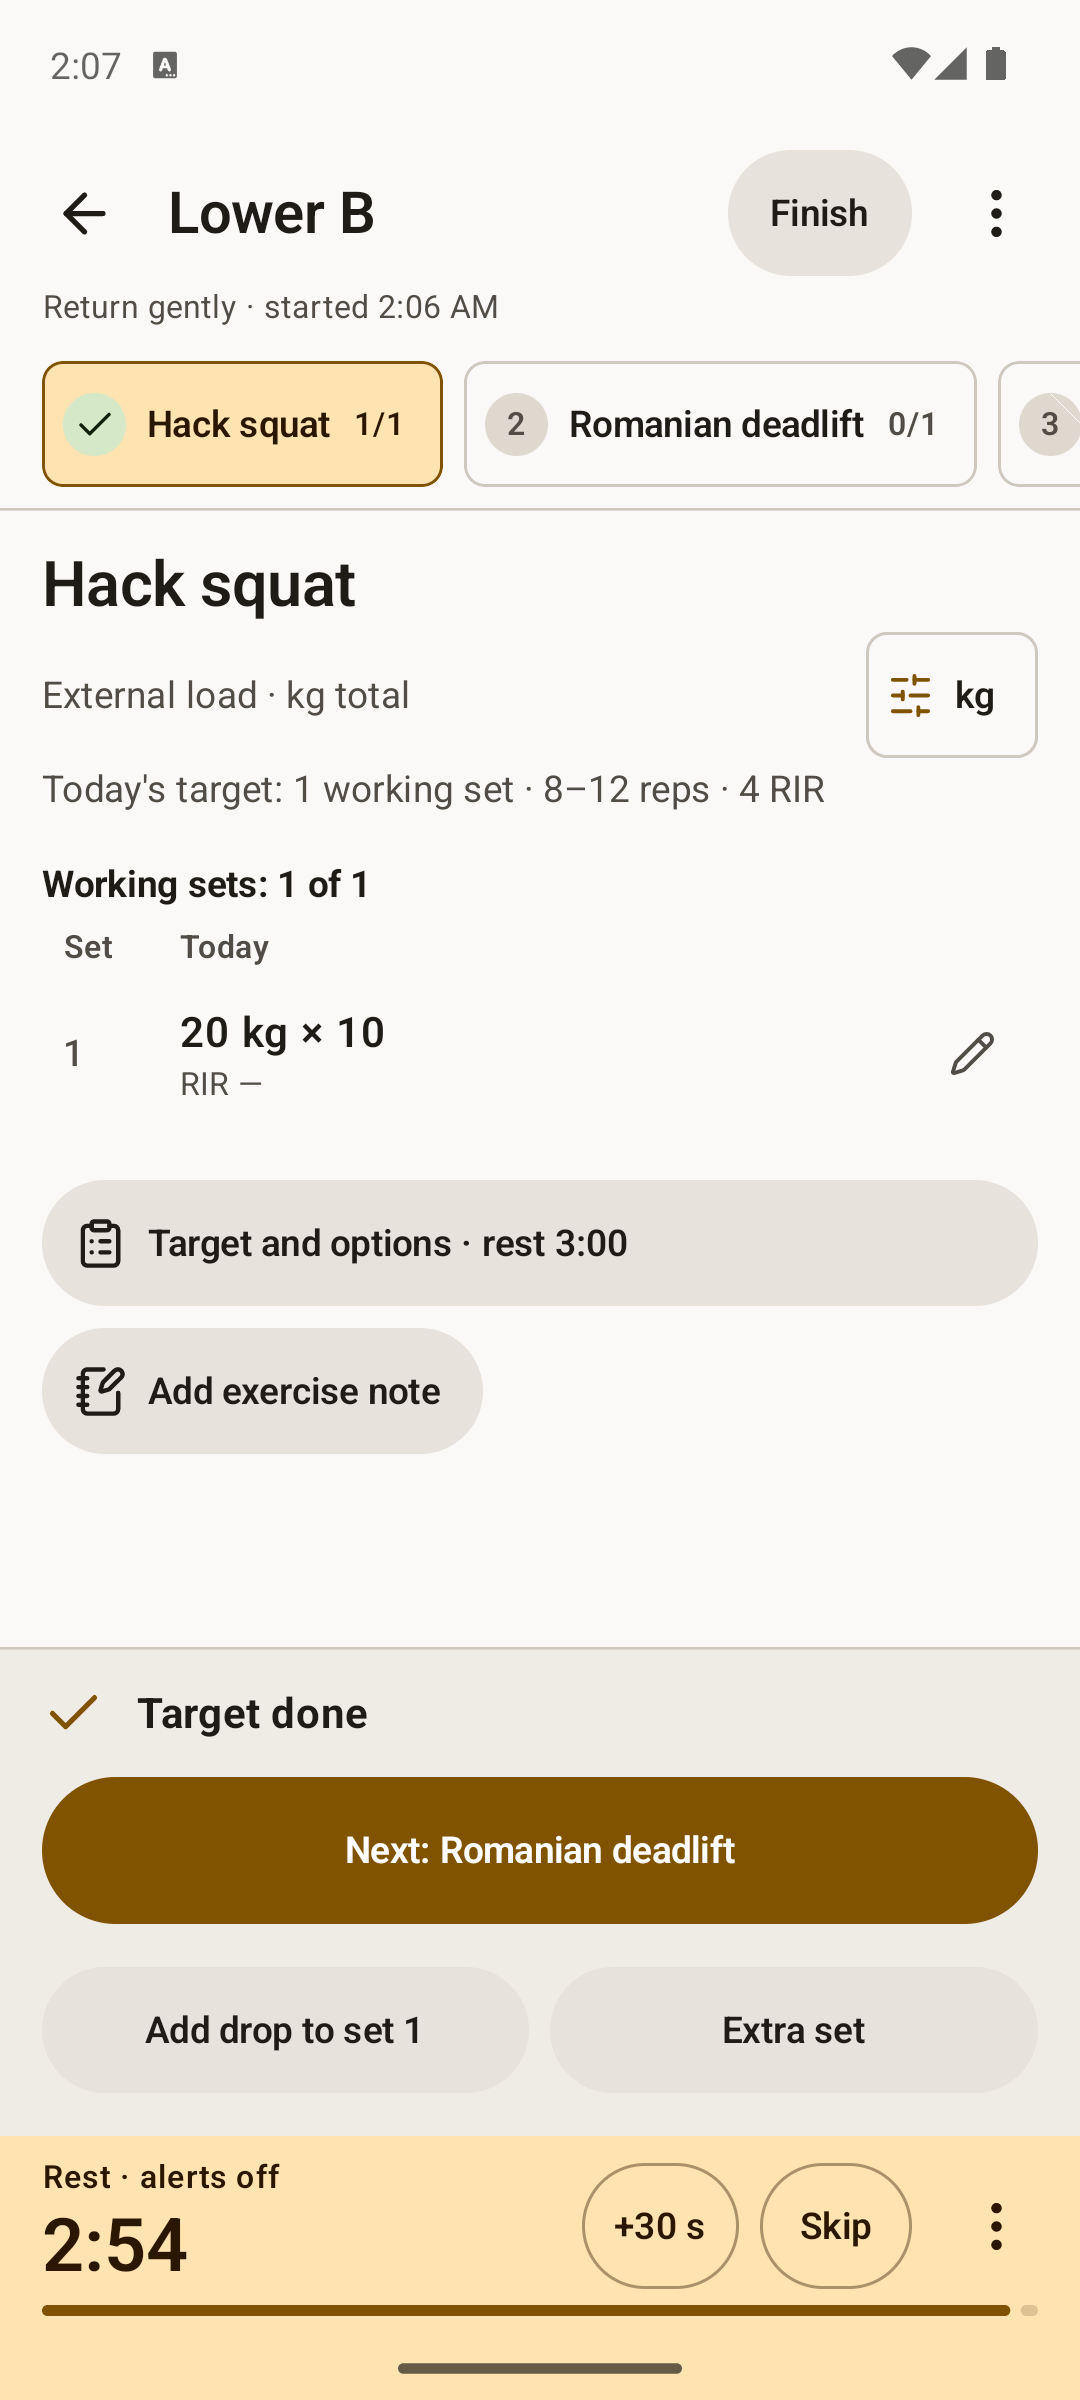 2:07
Lower B
Finish
Return gently · started 2:06 AM
Hack squat 1/1
2 Romanian deadlift 0/1
3
Hack squat
External load · kg total
kg
Today's target: 1 working set · 8–12 reps · 4 RIR
Working sets: 1 of 1
Set Today
1 20 kg × 10
RIR —
Target and options · rest 3:00
Add exercise note
Target done
Next: Romanian deadlift
Add drop to set 1
Extra set
Rest · alerts off
2:54
+30 s
Skip